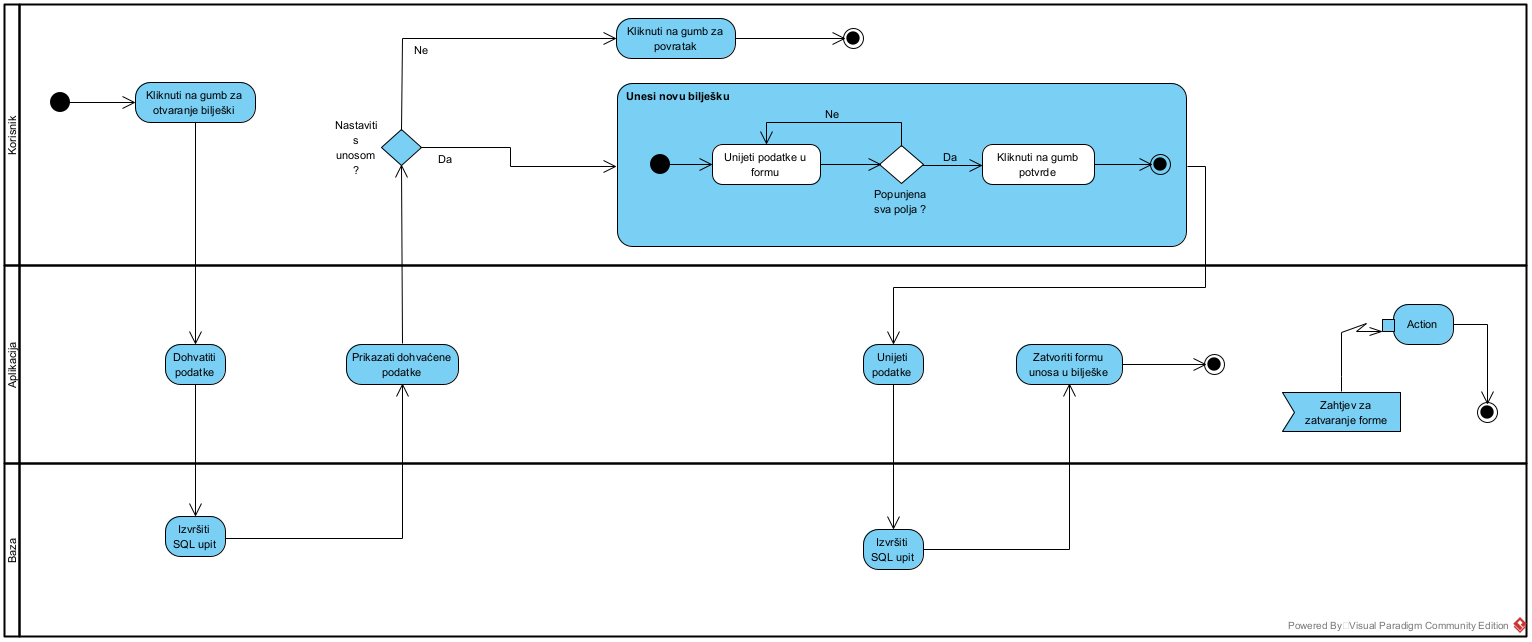 Korisnik
Kliknuti na gumb za
otvaranje bilješki
Nastaviti
s
unosom
?
Ne
Da
Kliknuti na gumb za
povratak
Unesi novu bilješku
Ne
Unijeti podatke u
formu
Da
Popunjena
sva polja ?
Kliknuti na gumb
potvrde
Aplikacija
Dohvatiti
podatke
Prikazati dohvaćene
podatke
Unijeti
podatke
Zatvoriti formu
unosa u bilješke
Action
Zahtjev za
zatvaranje forme
Baza
Izvršiti
SQL upit
Izvršiti
SQL upit
Powered By Visual Paradigm Community Edition